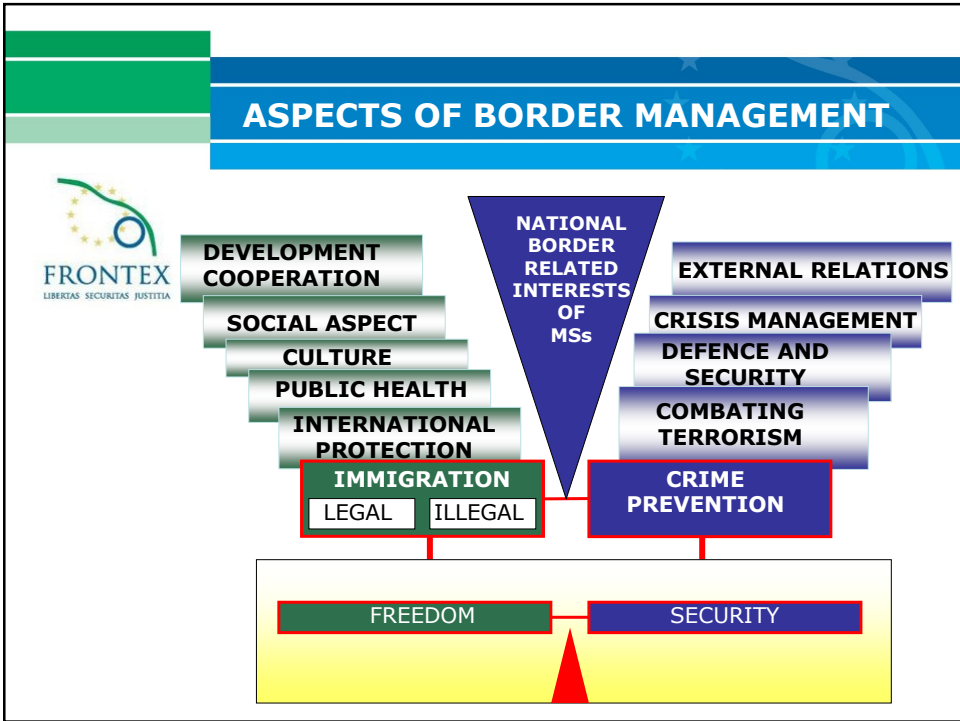 ASPECTS OF BORDER MANAGEMENT
FRONTEX
LIBERTAS SECURITAS JUSTITIA
DEVELOPMENT
COOPERATION
SOCIAL ASPECT
CULTURE
PUBLIC HEALTH
INTERNATIONAL
PROTECTION
IMMIGRATION
LEGAL
ILLEGAL
NATIONAL
BORDER
RELATED
INTERESTS
OF
MSs
EXTERNAL RELATIONS
CRISIS MANAGEMENT
DEFENCE AND
SECURITY
COMBATING
TERRORISM
CRIME
PREVENTION
FREEDOM
SECURITY